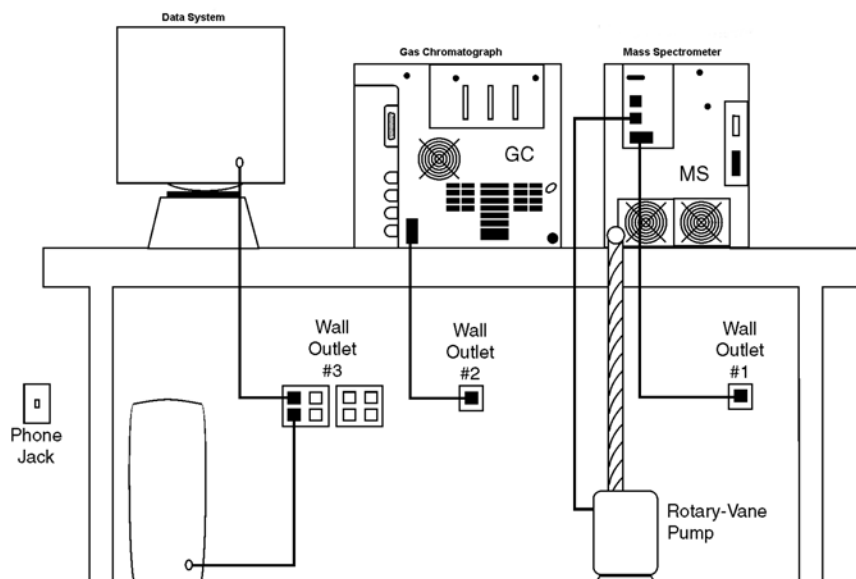 Data System
Gas Chromatograph
Mass Spectrometer
GC
MS
Wall
Outlet
#3
Wall
Outlet
#2
Wall
Outlet
#1
Phone
Jack
Rotary-Vane
Pump